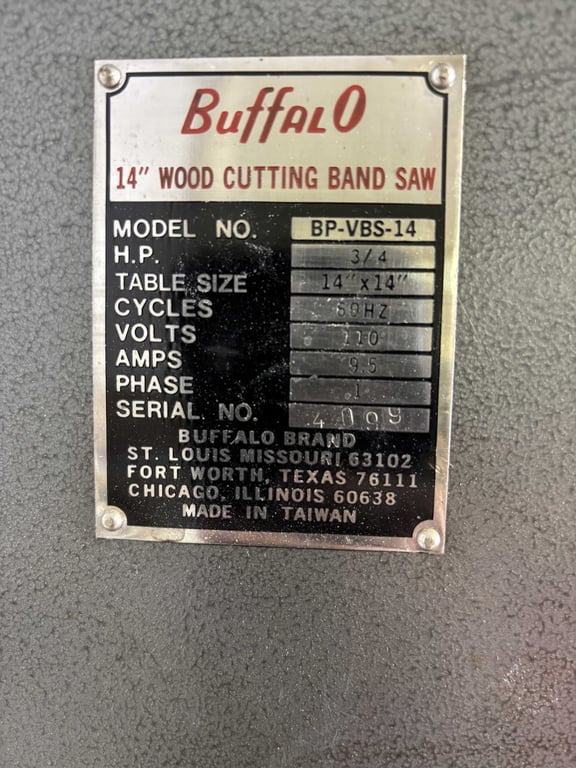 BuffalO
14" WOOD CUTTING BAND SAW
MODEL NO. BP-VBS-14
H.P. 3/4
TABLE SIZE 14"x14"
CYCLES 60HZ
VOLTS 110
AMPS 9.5
PHASE 1
SERIAL NO. 4099
BUFFALO BRAND
ST. LOUIS MISSOURI 63102
FORT WORTH, TEXAS 76111
CHICAGO, ILLINOIS 60638
MADE IN TAIWAN